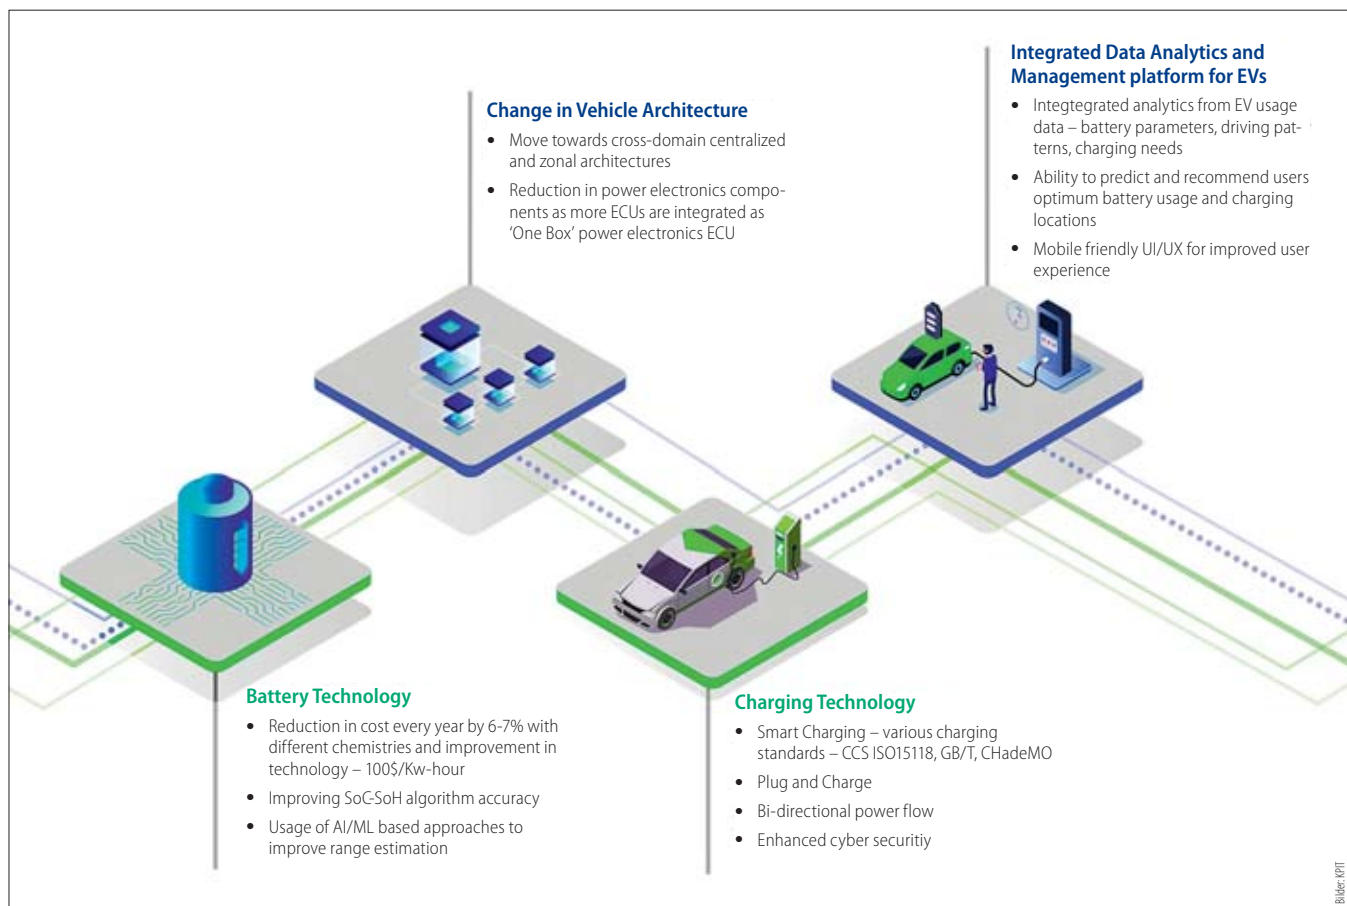 Change in Vehicle Architecture
• Move towards cross-domain centralized
and zonal architectures
• Reduction in power electronics compo-
nents as more ECUs are integrated as
‘One Box’ power electronics ECU
Integrated Data Analytics and
Management platform for EVs
• Integtegrated analytics from EV usage
data – battery parameters, driving pat-
terns, charging needs
• Ability to predict and recommend users
optimum battery usage and charging
locations
• Mobile friendly UI/UX for improved user
experience
Battery Technology
• Reduction in cost every year by 6-7% with
different chemistries and improvement in
technology – 100$/Kw-hour
• Improving SoC-SoH algorithm accuracy
• Usage of AI/ML based approaches to
improve range estimation
Charging Technology
• Smart Charging – various charging
standards – CCS ISO15118, GB/T, CHadeMO
• Plug and Charge
• Bi-directional power flow
• Enhanced cyber securitiy
Bilder: KPIT